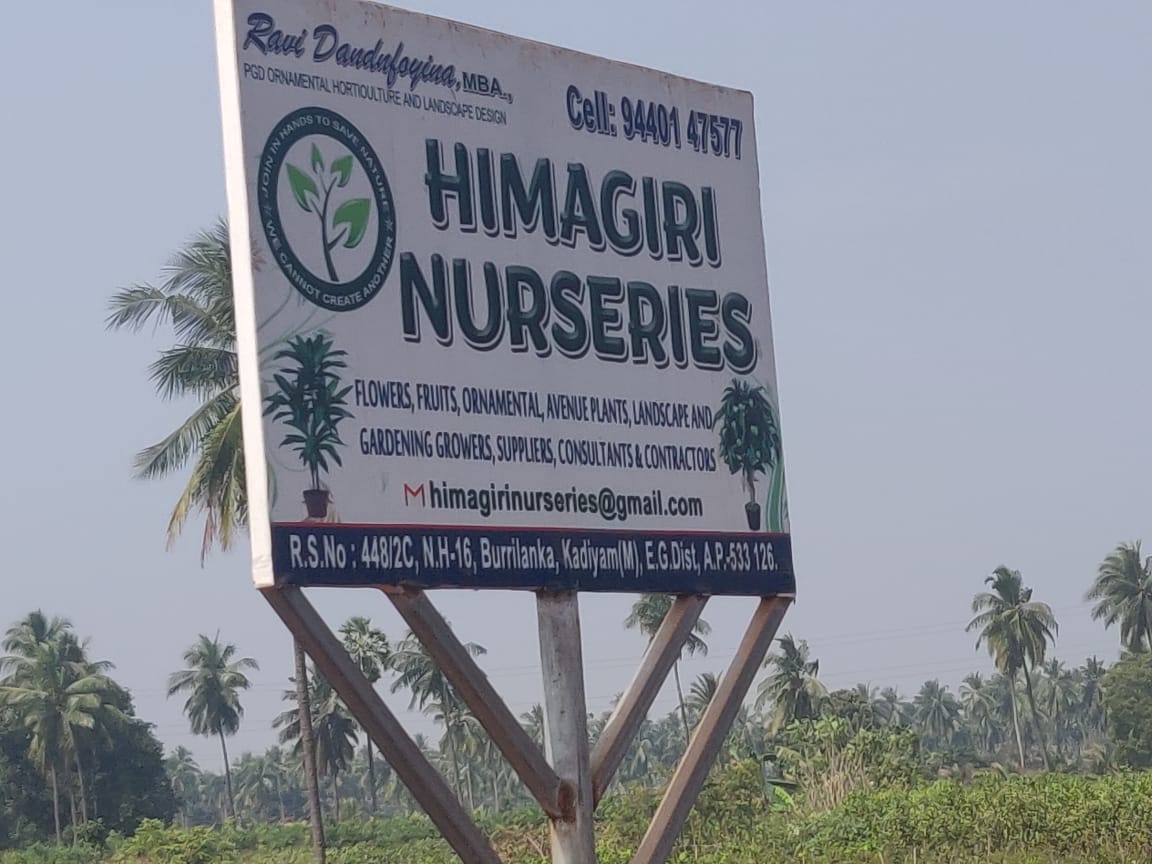 Ravi Dandnfoyina, MBA.,
PGD ORNAMENTAL HORTIOULTURE AND LANDSCAPE DESIGN
Cell: 94401 47577
JOIN IN HANDS TO SAVE NATURE
WE CANNOT CREATE ANOTHER
HIMAGIRI
NURSERIES
FLOWERS, FRUITS, ORNAMENTAL, AVENUE PLANTS, LANDSCAPE AND
GARDENING GROWERS, SUPPLIERS, CONSULTANTS & CONTRACTORS
himagirinurseries@gmail.com
R.S.No : 448/2C, N.H-16, Burrilanka, Kadiyam(M), E.G.Dist, A.P.-533 126.